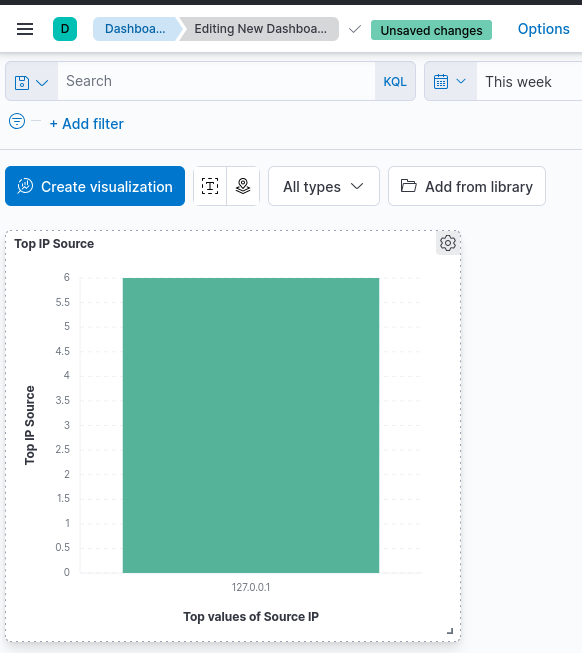 D Dashboa... Editing New Dashboa... Unsaved changes Options
Search KQL This week
+ Add filter
Create visualization T All types Add from library
Top IP Source
6
5.5
5
4.5
4
3.5
3
2.5
2
1.5
1
0.5
0
Top IP Source
127.0.0.1
Top values of Source IP